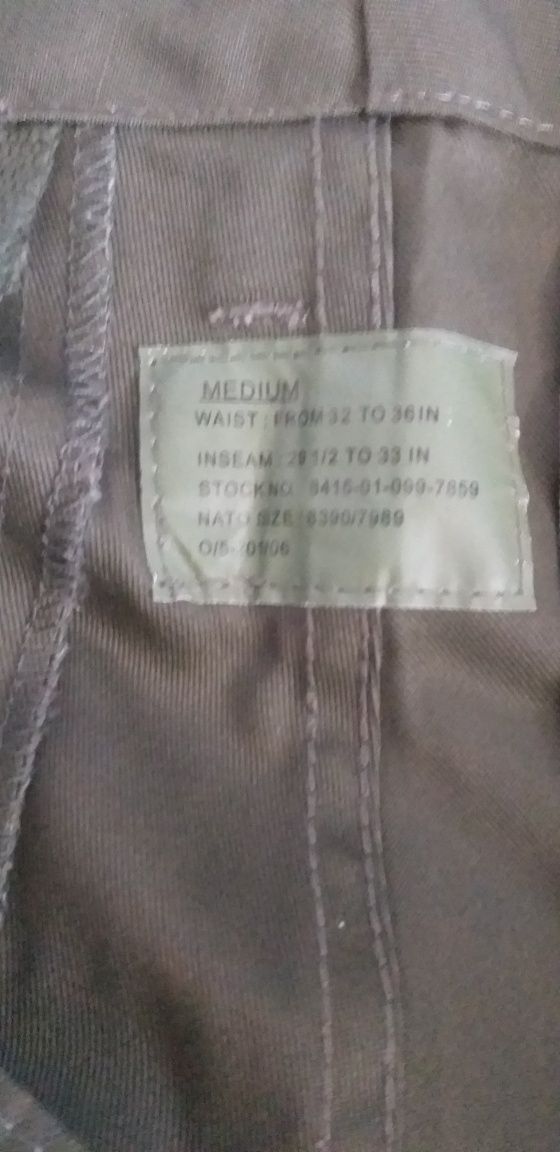 MEDIUM
WAIST : FROM 32 TO 36 IN
INSEAM : 29 1/2 TO 33 IN
STOCK NO. 8415-01-099-7859
NATO SIZE : 6390/7989